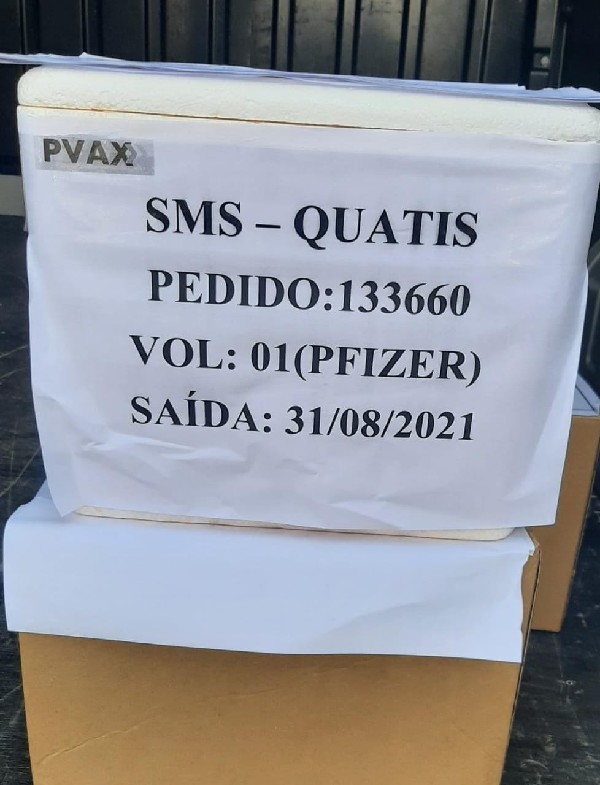 PVAX
SMS – QUATIS
PEDIDO:133660
VOL: 01(PFIZER)
SAÍDA: 31/08/2021